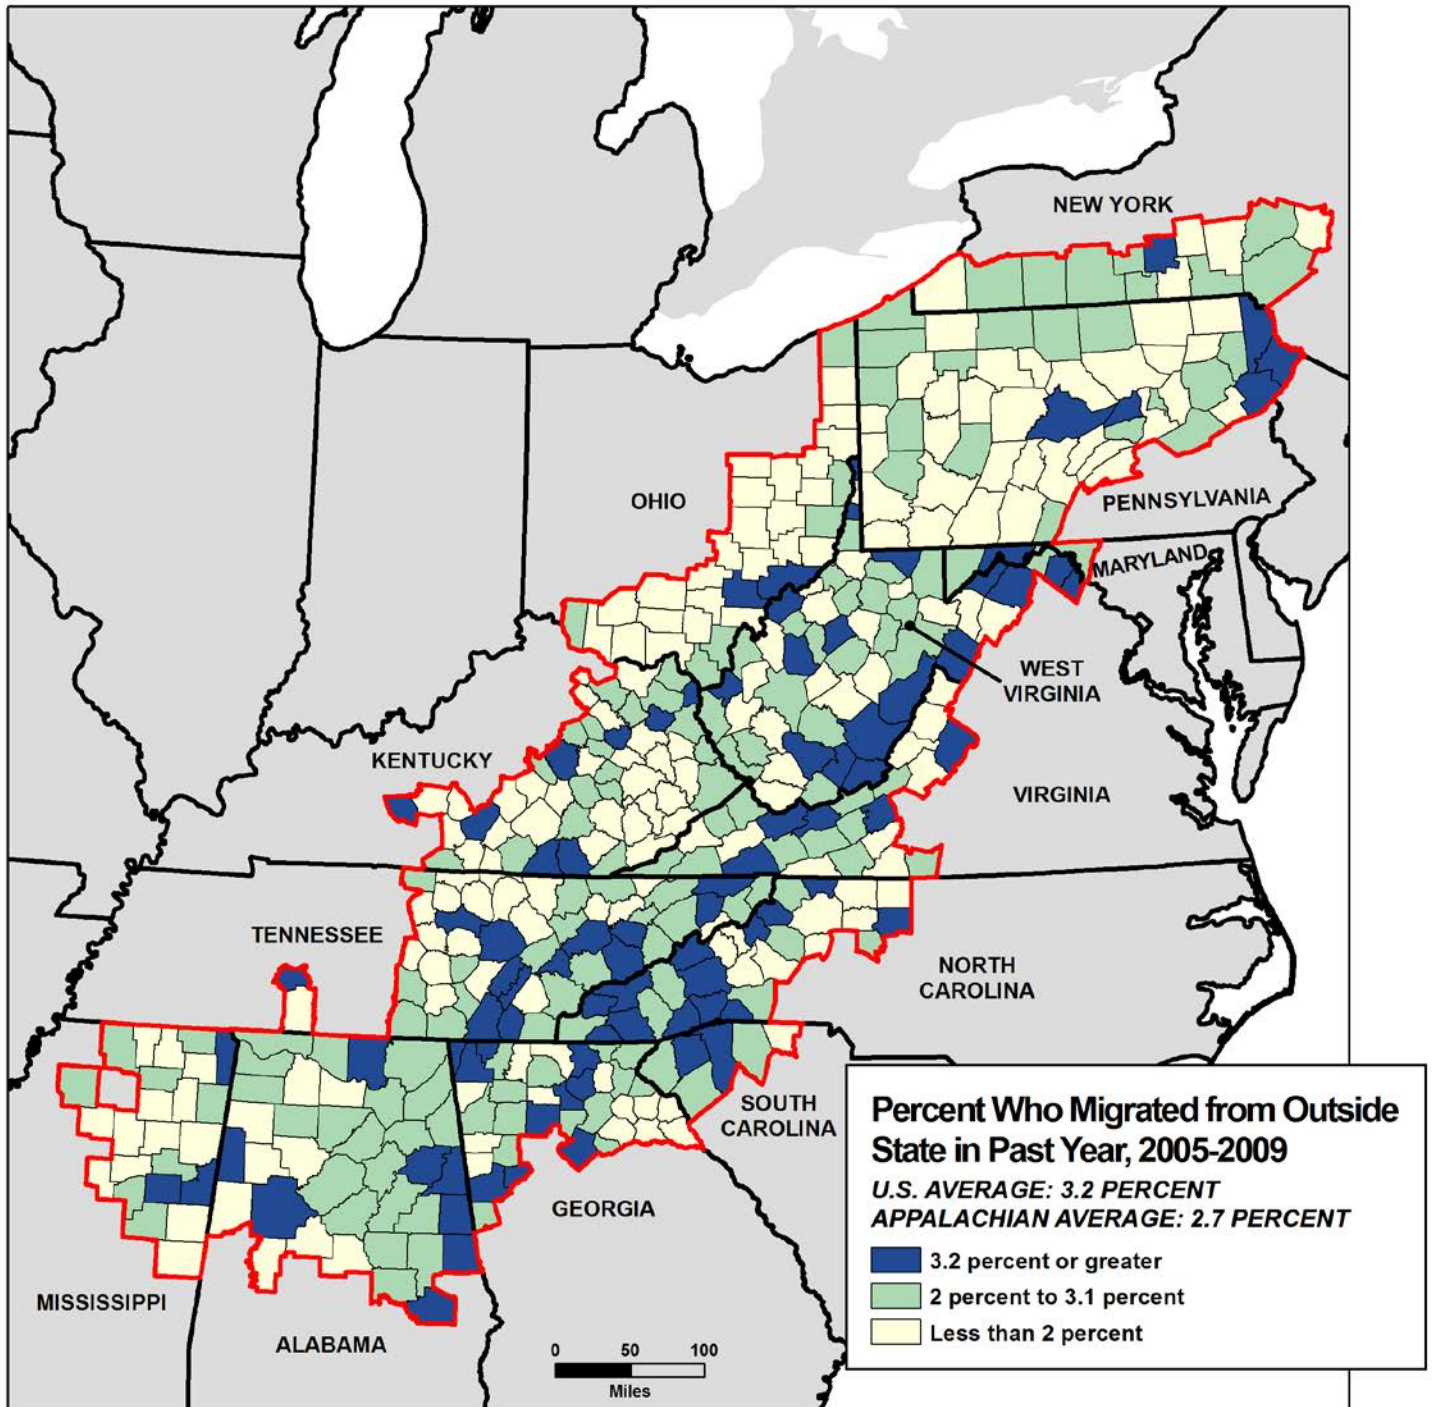 NEW YORK
OHIO
PENNSYLVANIA
MARYLAND
WEST
VIRGINIA
KENTUCKY
VIRGINIA
TENNESSEE
NORTH
CAROLINA
SOUTH
CAROLINA
GEORGIA
MISSISSIPPI
ALABAMA
0 50 100
Miles
Percent Who Migrated from Outside
State in Past Year, 2005-2009
U.S. AVERAGE: 3.2 PERCENT
APPALACHIAN AVERAGE: 2.7 PERCENT
3.2 percent or greater
2 percent to 3.1 percent
Less than 2 percent